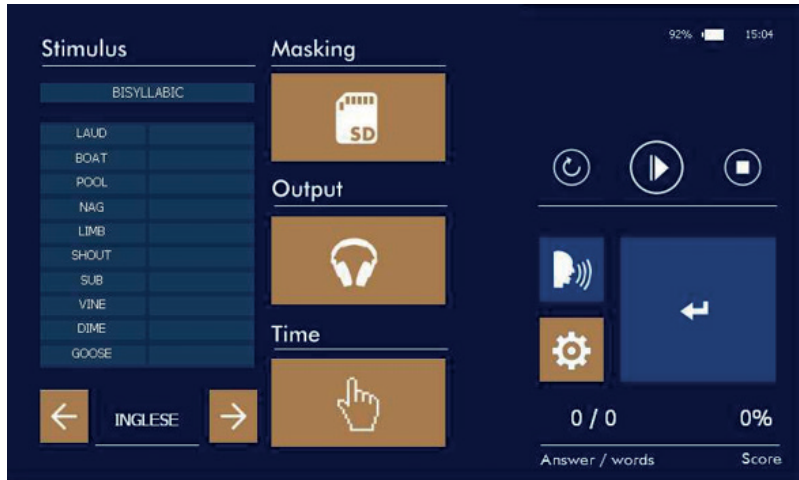 Stimulus
BISYLLABIC
LAUD
BOAT
POOL
NAG
LIMB
SHOUT
SUB
VINE
DIME
GOOSE
INGLESE
Masking
SD
Output
Time
92% 15:04
0 / 0 0%
Answer / words Score